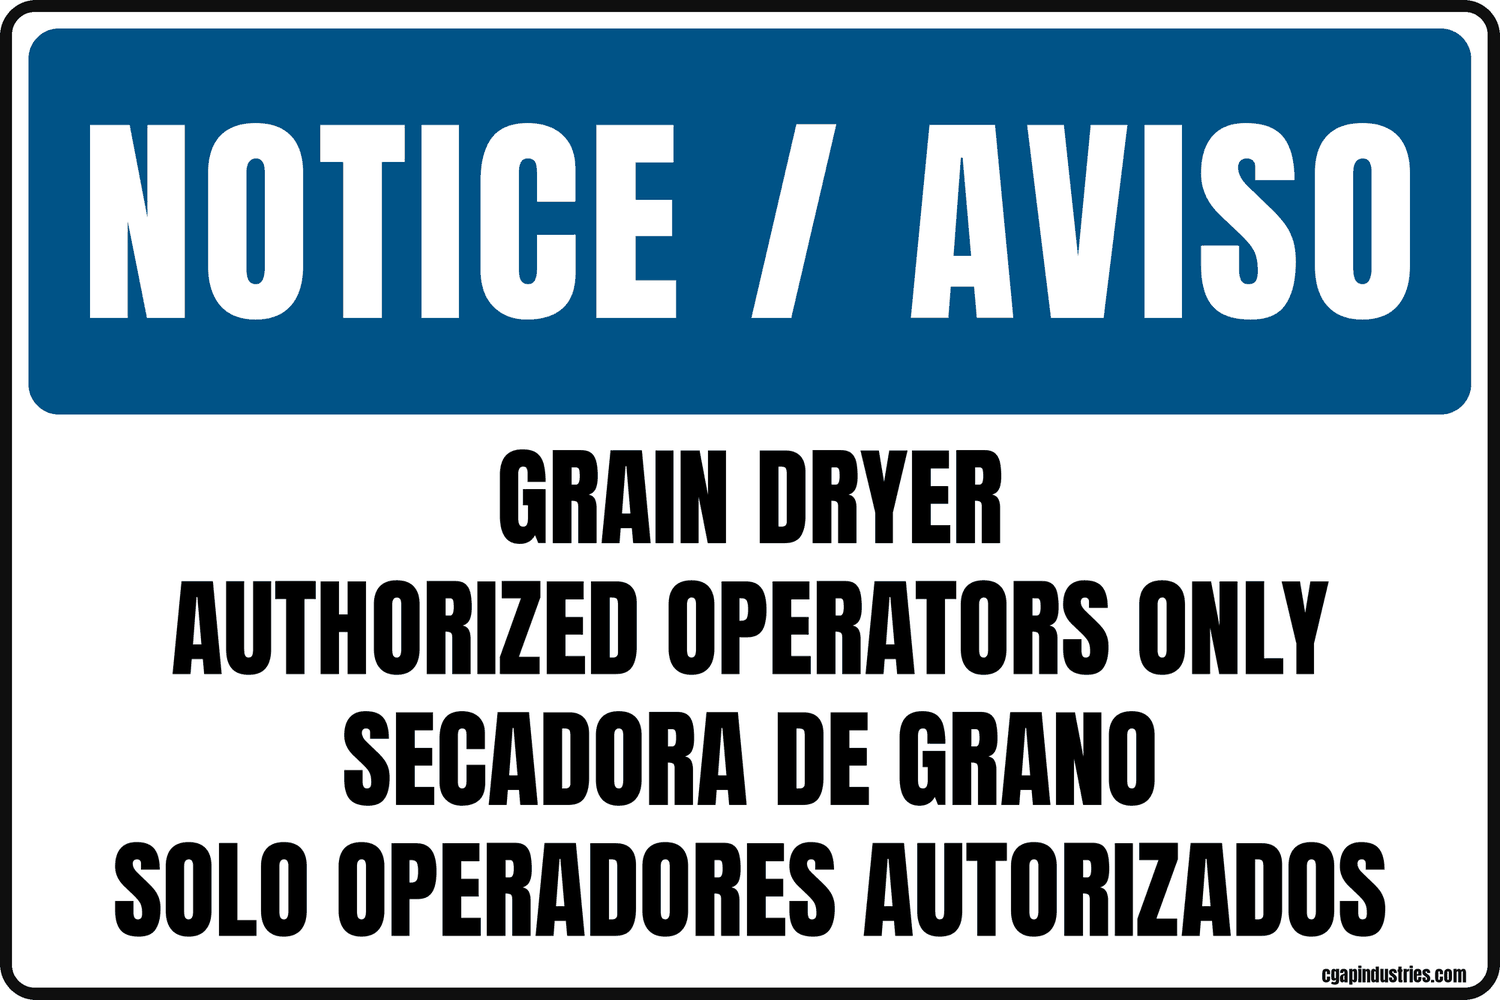 NOTICE / AVISO
GRAIN DRYER
AUTHORIZED OPERATORS ONLY
SECADORA DE GRANO
SOLO OPERADORES AUTORIZADOS
cgapindustries.com